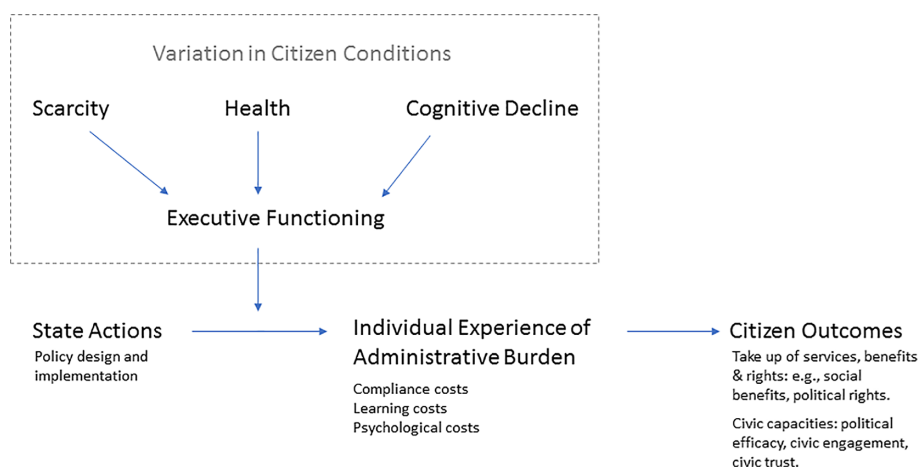 Variation in Citizen Conditions
Scarcity
Health
Cognitive Decline
Executive Functioning
State Actions
Policy design and
implementation
Individual Experience of
Administrative Burden
Compliance costs
Learning costs
Psychological costs
Citizen Outcomes
Take up of services, benefits
& rights: e.g., social
benefits, political rights.
Civic capacities: political
efficacy, civic engagement,
civic trust.